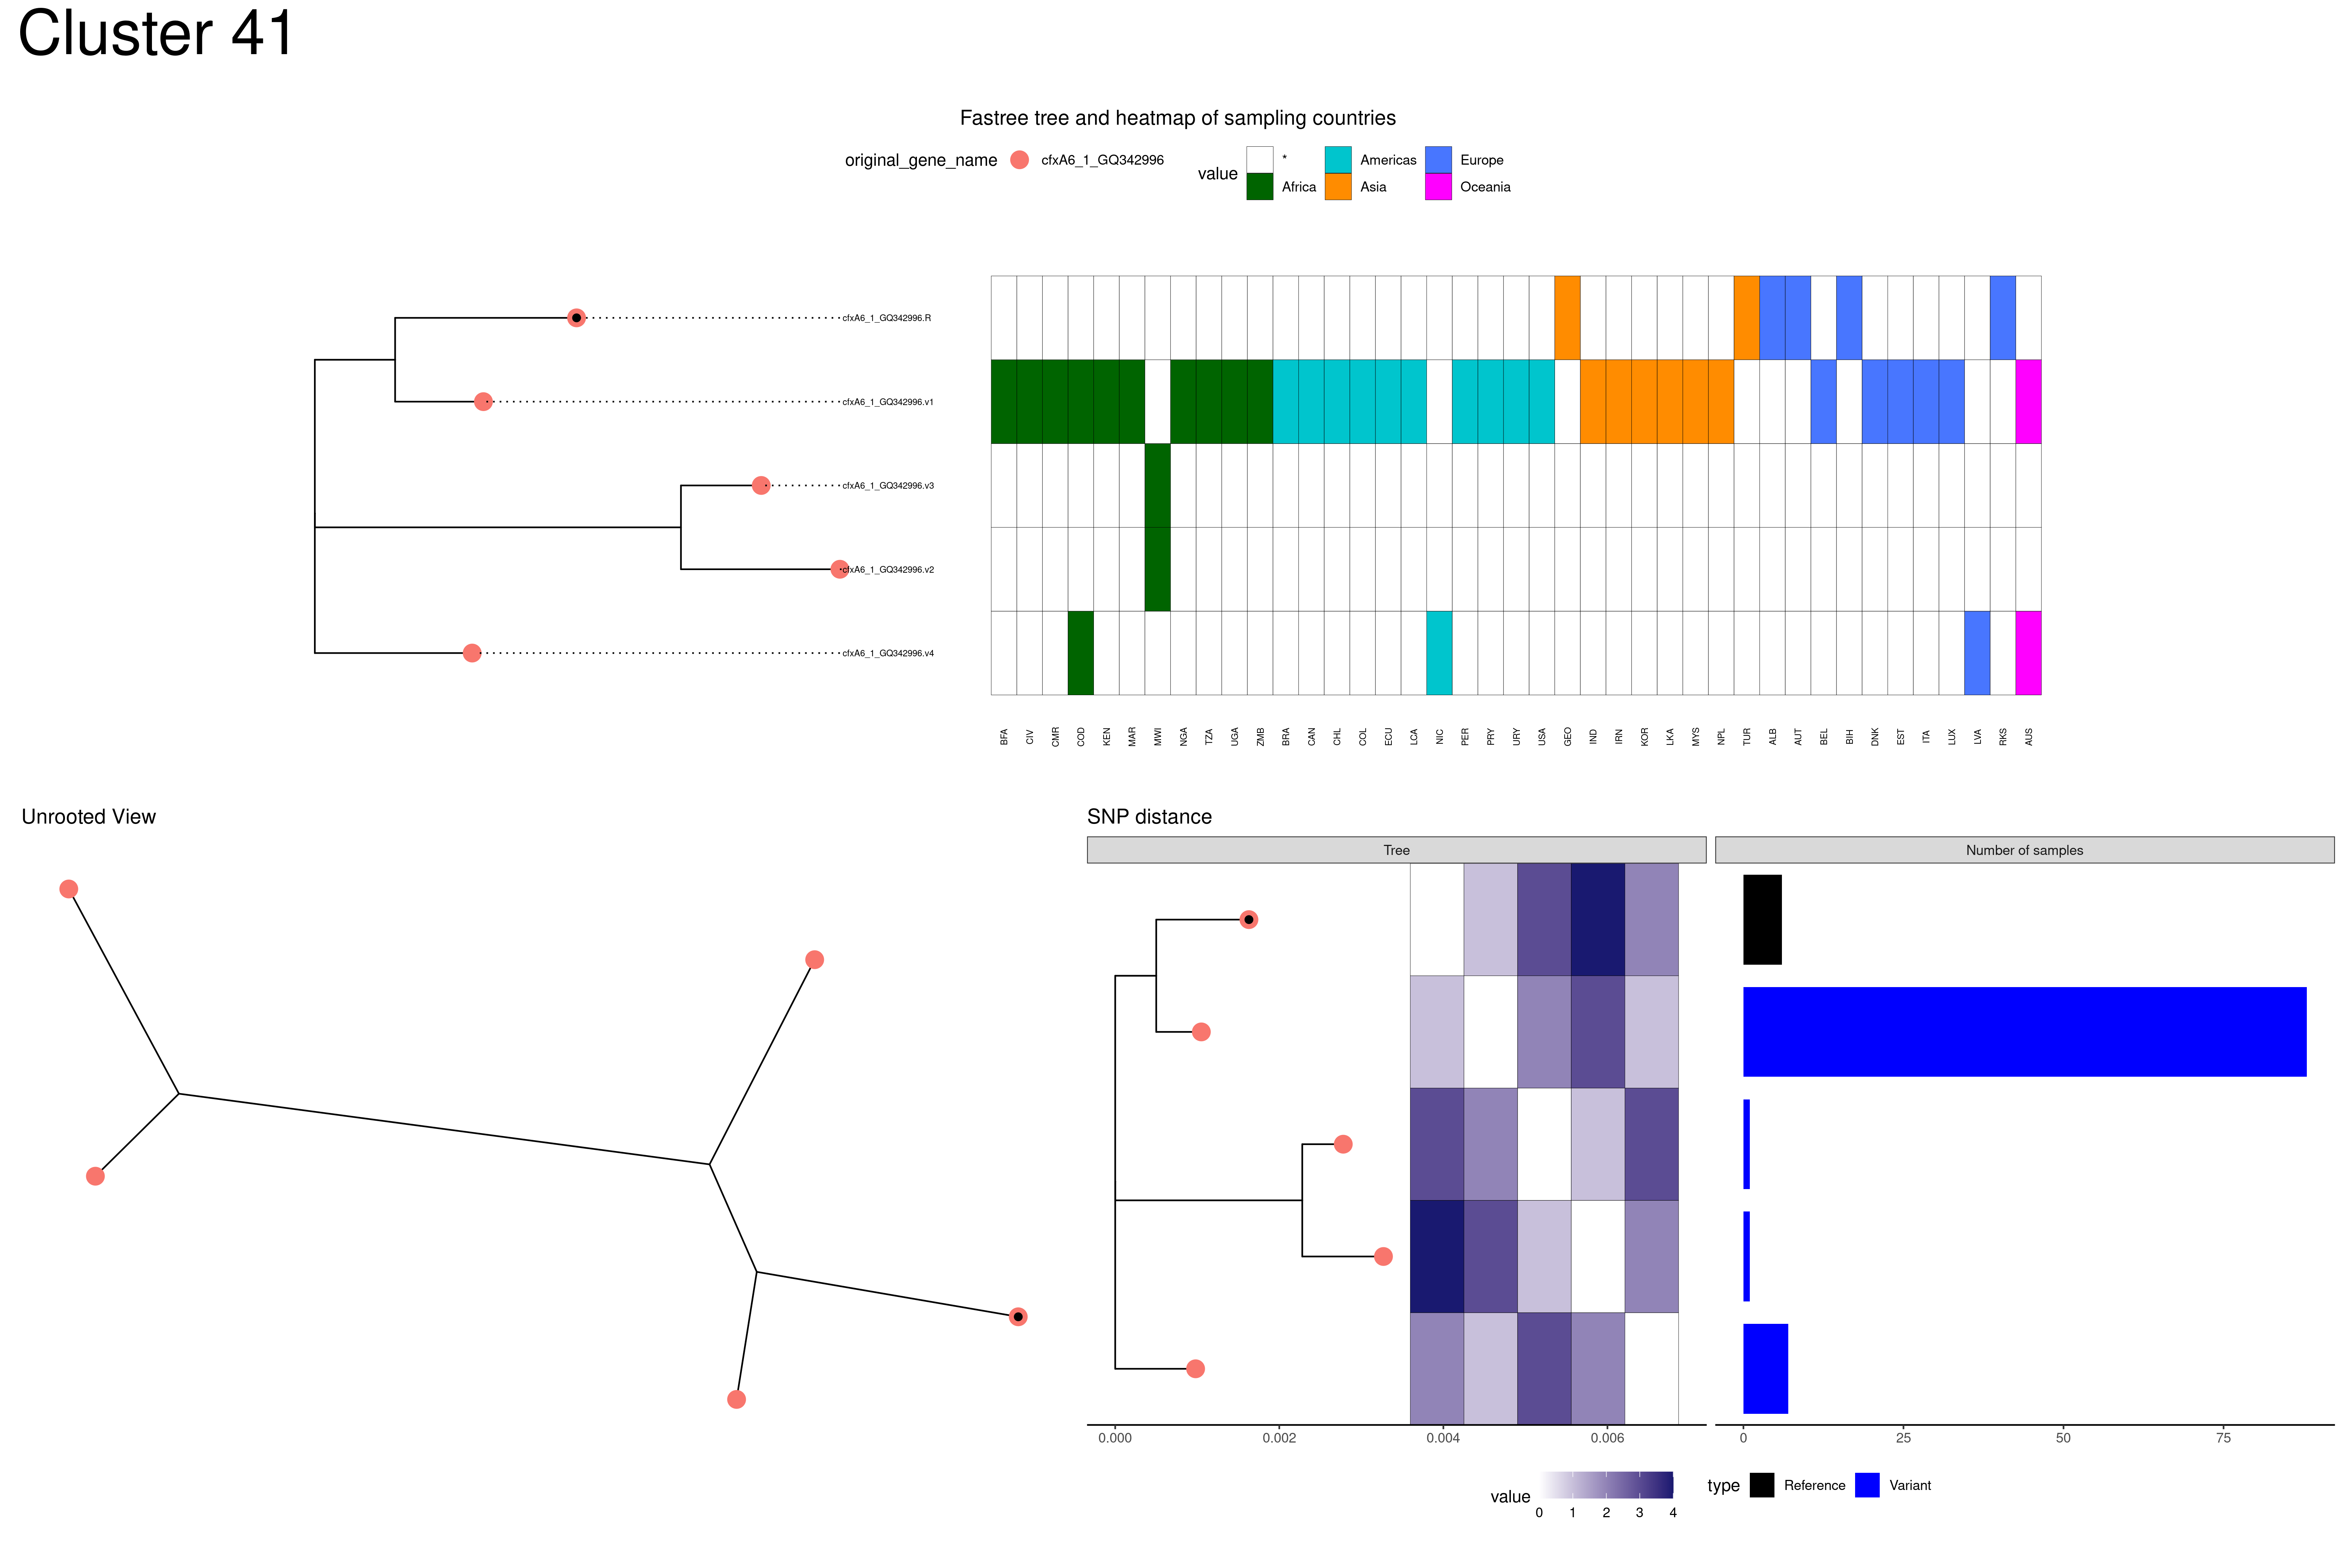 Cluster 41
Fastree tree and heatmap of sampling countries
original_gene_name cfxA6_1_GQ342996 value * Americas Europe
Africa Asia Oceania
cfxA6_1_GQ342996.R
cfxA6_1_GQ342996.v1
cfxA6_1_GQ342996.v3
cfxA6_1_GQ342996.v2
cfxA6_1_GQ342996.v4
BFA CIV CMR COD KEN MAR MWI NGA TZA UGA ZMB BRA CAN CHL COL ECU LCA NIC PER PRY URY USA GEO IND IRN KOR LKA MYS NPL TUR ALB AUT BEL BIH DNK EST ITA LUX LVA RKS AUS
Unrooted View
SNP distance
Tree Number of samples
0.000 0.002 0.004 0.006 0 25 50 75
value 0 1 2 3 4 type Reference Variant